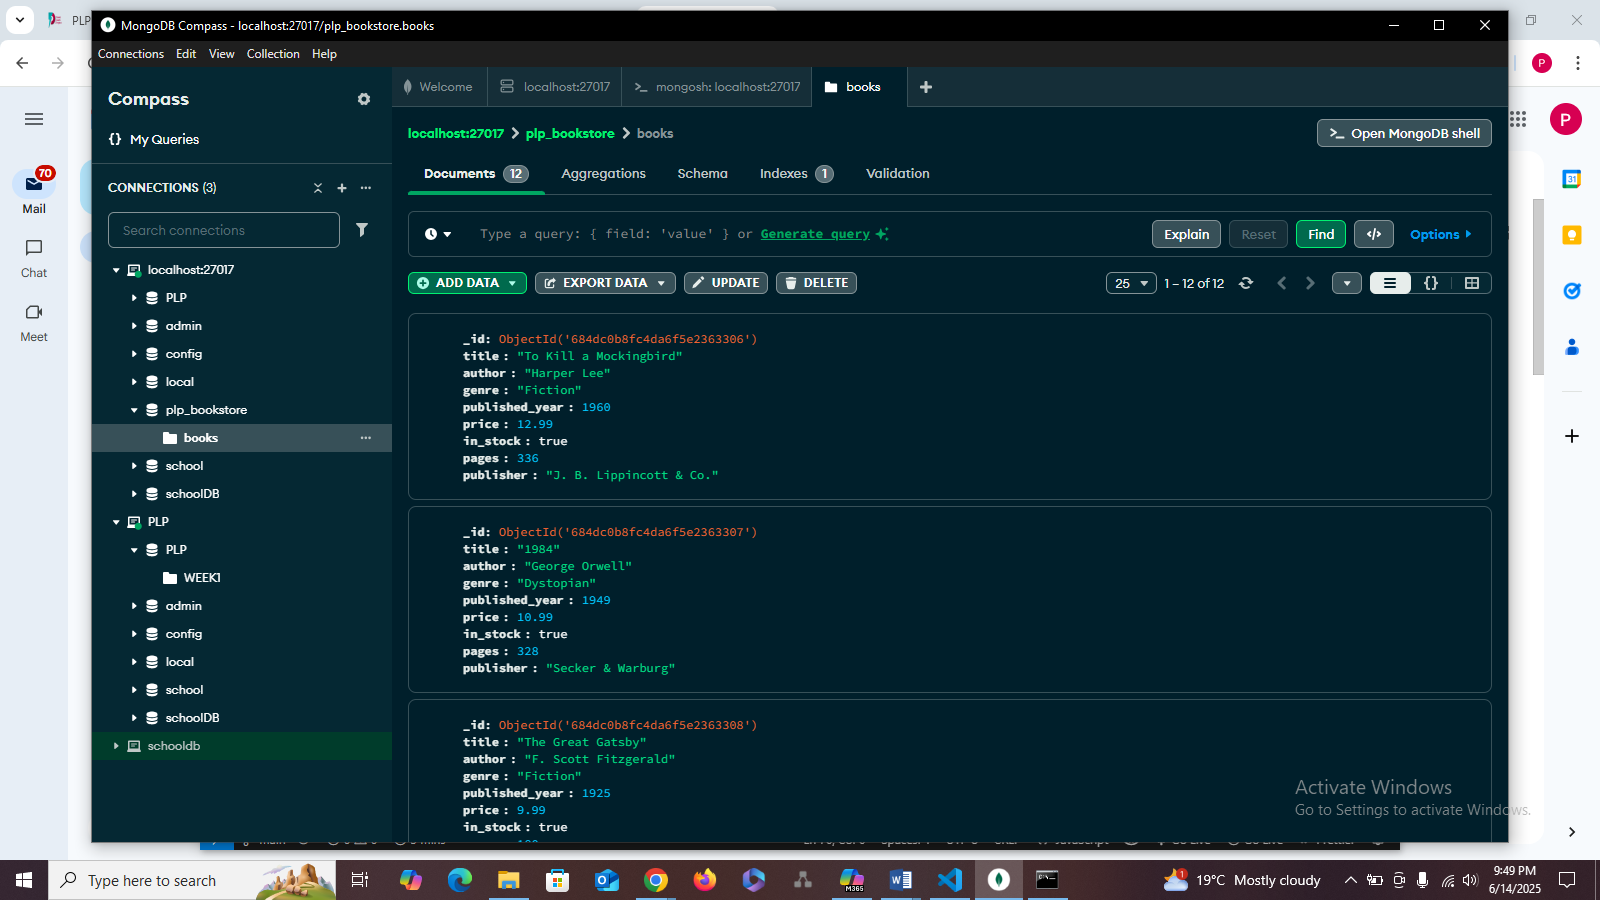 PLP
MongoDB Compass - localhost:27017/plp_bookstore.books
Connections Edit View Collection Help
P
Compass
{} My Queries
CONNECTIONS (3)
Search connections
localhost:27017
PLP
admin
config
local
plp_bookstore
books
school
schoolDB
PLP
PLP
WEEK1
admin
config
local
school
schoolDB
schooldb
Welcome
localhost:27017
mongosh: localhost:27017
books
localhost:27017 > plp_bookstore > books
Open MongoDB shell
Documents 12 Aggregations Schema Indexes 1 Validation
Type a query: { field: 'value' } or Generate query
Explain Reset Find </> Options
ADD DATA EXPORT DATA UPDATE DELETE
25 1 – 12 of 12 {}
_id: ObjectId('684dc0b8fc4da6f5e2363306')
title : "To Kill a Mockingbird"
author : "Harper Lee"
genre : "Fiction"
published_year : 1960
price : 12.99
in_stock : true
pages : 336
publisher : "J. B. Lippincott & Co."
_id: ObjectId('684dc0b8fc4da6f5e2363307')
title : "1984"
author : "George Orwell"
genre : "Dystopian"
published_year : 1949
price : 10.99
in_stock : true
pages : 328
publisher : "Secker & Warburg"
_id: ObjectId('684dc0b8fc4da6f5e2363308')
title : "The Great Gatsby"
author : "F. Scott Fitzgerald"
genre : "Fiction"
published_year : 1925
price : 9.99
in_stock : true
Activate Windows
Go to Settings to activate Windows.
70
Mail
Chat
Meet
P
31
Type here to search
M365
1
19°C Mostly cloudy
9:49 PM
6/14/2025